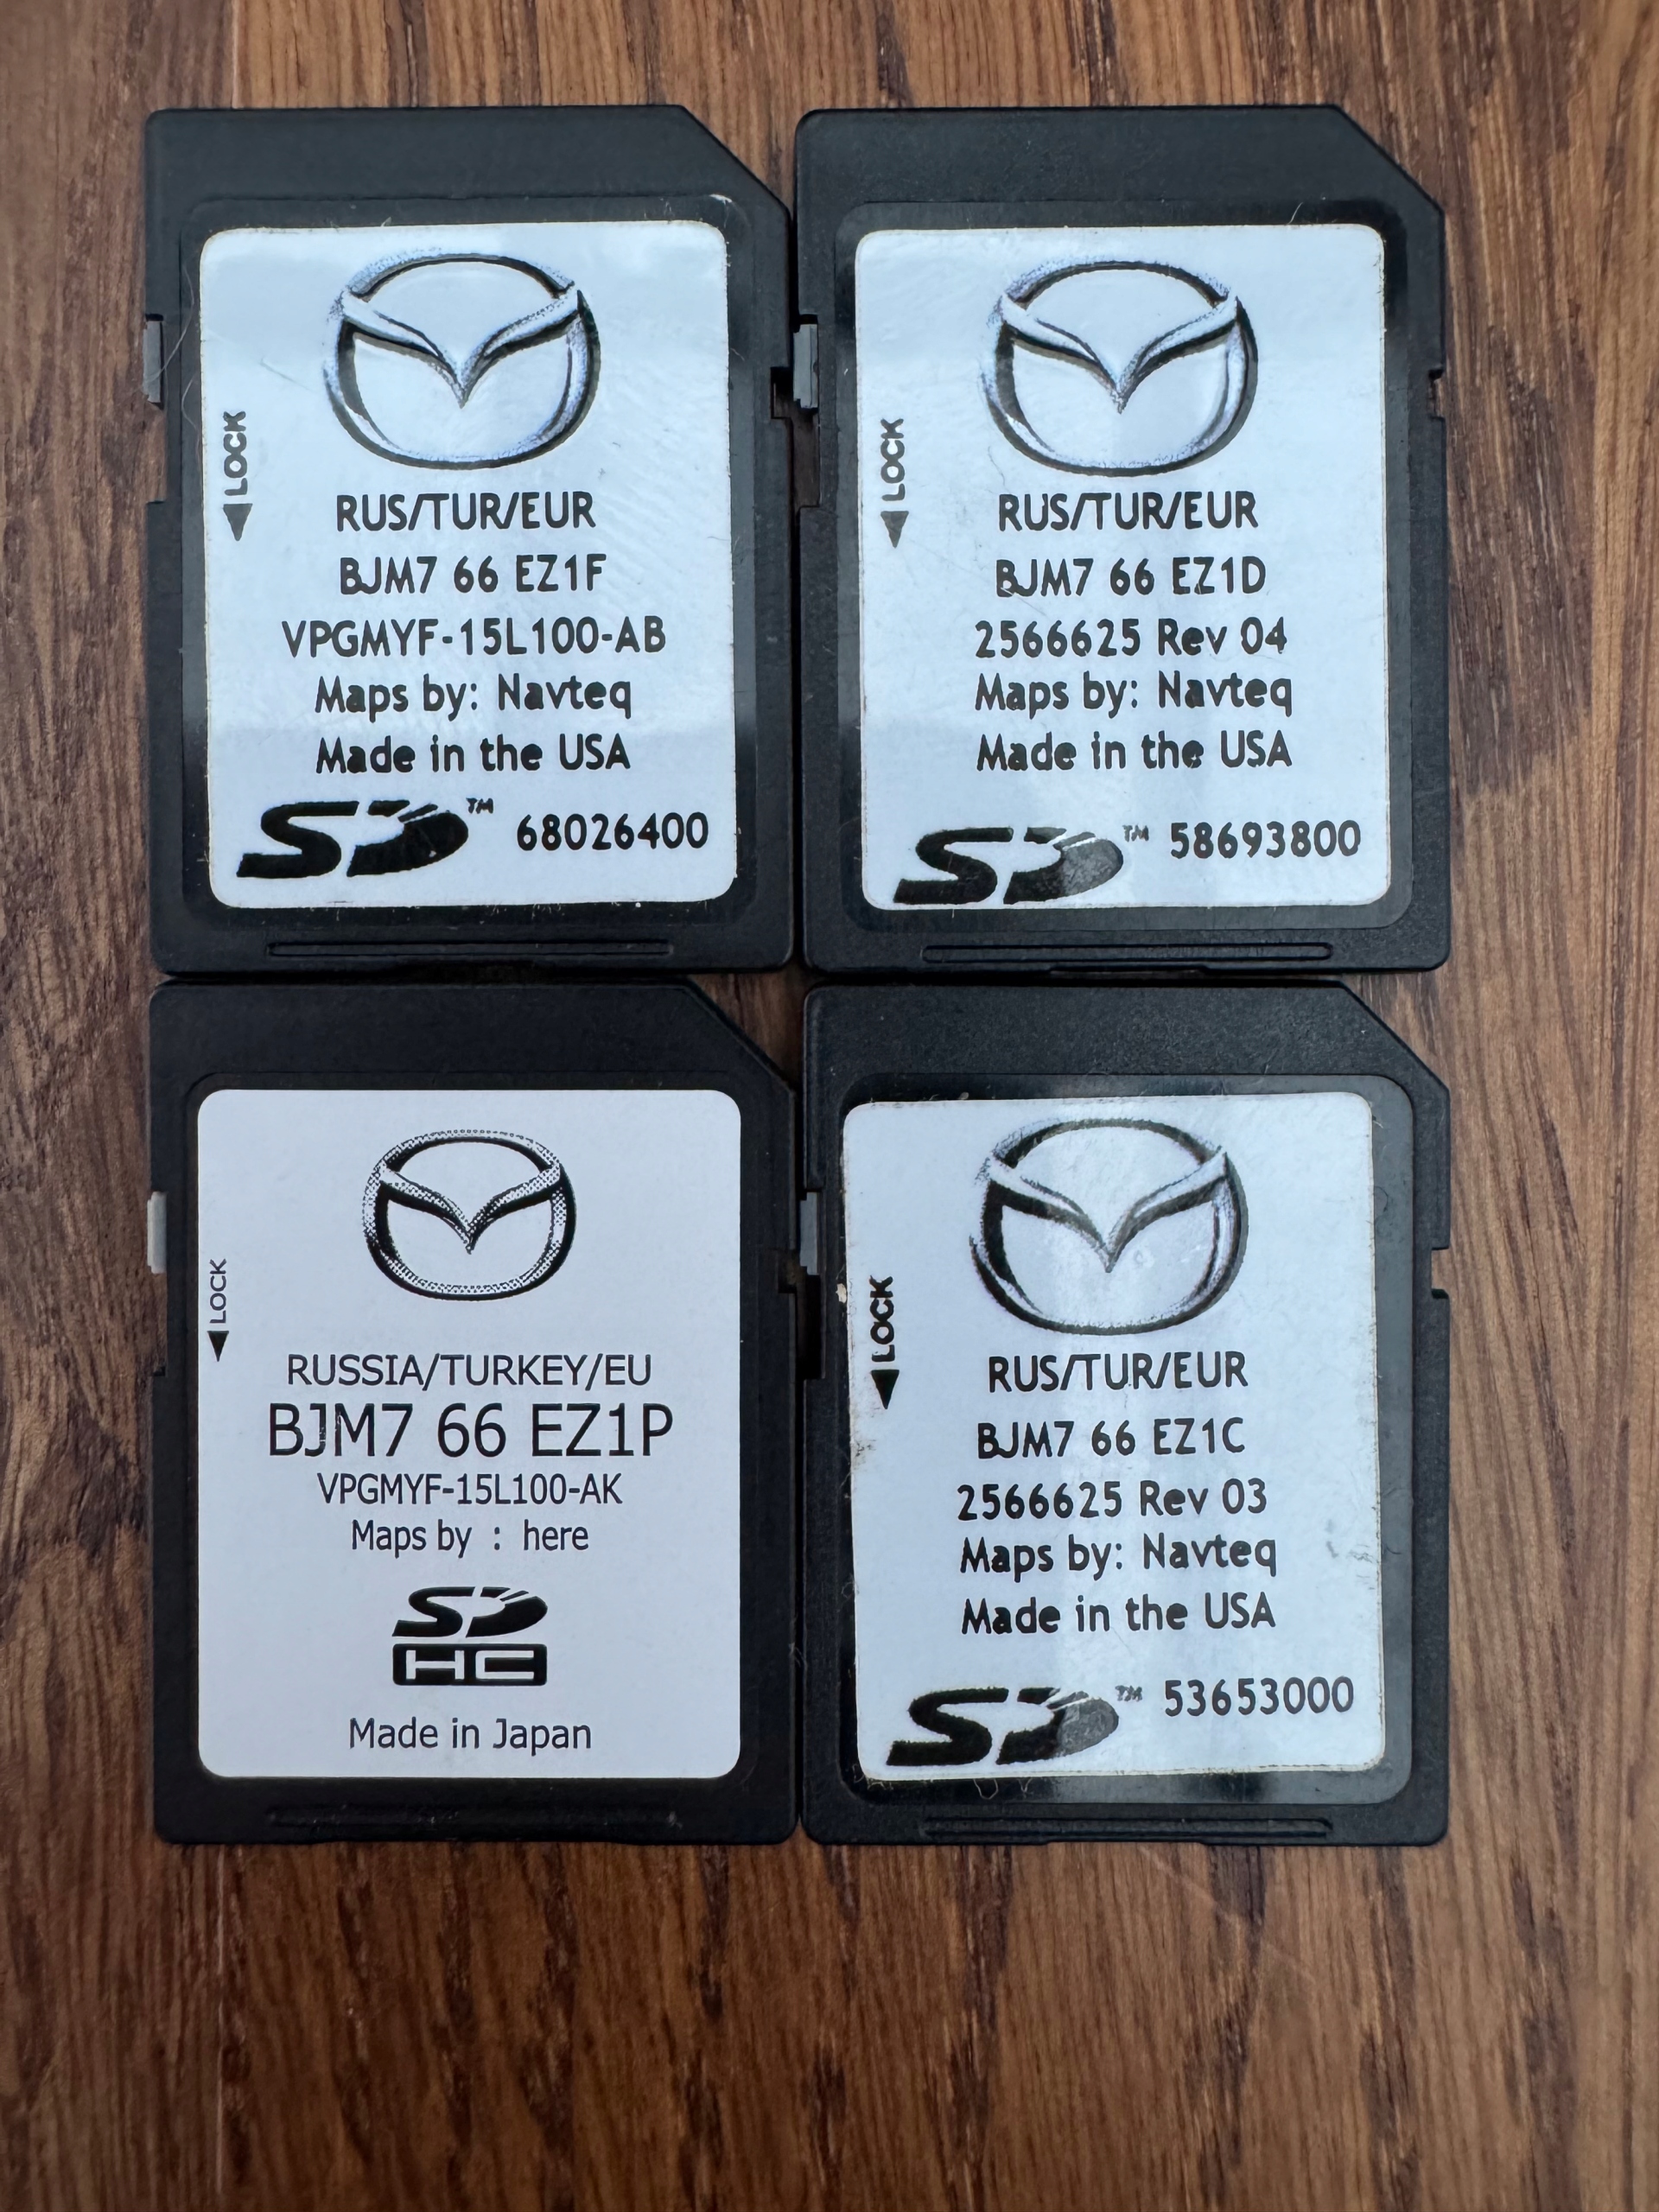 LOCK
RUS/TUR/EUR
BJM7 66 EZ1F
VPGMYF-15L100-AB
Maps by: Navteq
Made in the USA
SD™ 68026400
LOCK
RUS/TUR/EUR
BJM7 66 EZ1D
2566625 Rev 04
Maps by: Navteq
Made in the USA
SD™ 58693800
LOCK
RUSSIA/TURKEY/EU
BJM7 66 EZ1P
VPGMYF-15L100-AK
Maps by : here
SD
HC
Made in Japan
LOCK
RUS/TUR/EUR
BJM7 66 EZ1C
2566625 Rev 03
Maps by: Navteq
Made in the USA
SD™ 53653000